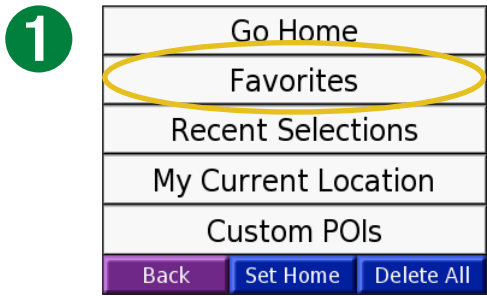 1
Go Home
Favorites
Recent Selections
My Current Location
Custom POIs
Back Set Home Delete All